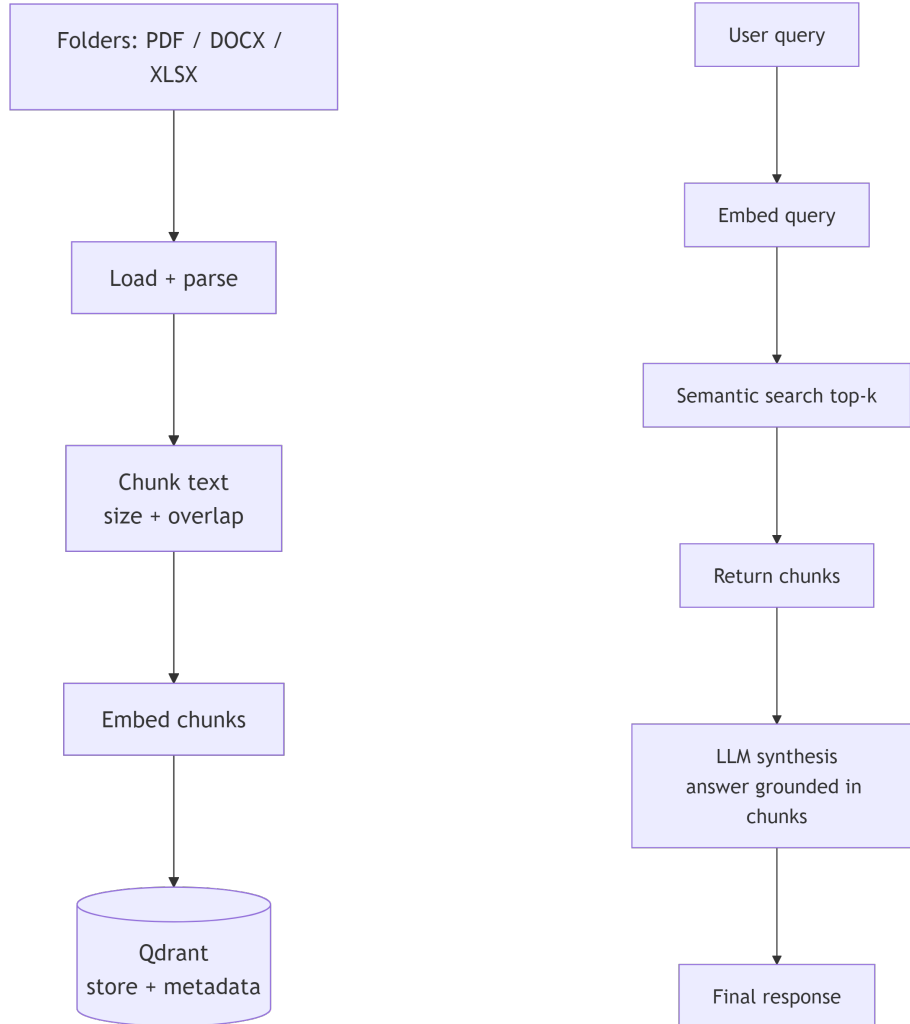 Folders: PDF / DOCX /
XLSX
Load + parse
Chunk text
size + overlap
Embed chunks
Qdrant
store + metadata
User query
Embed query
Semantic search top-k
Return chunks
LLM synthesis
answer grounded in
chunks
Final response